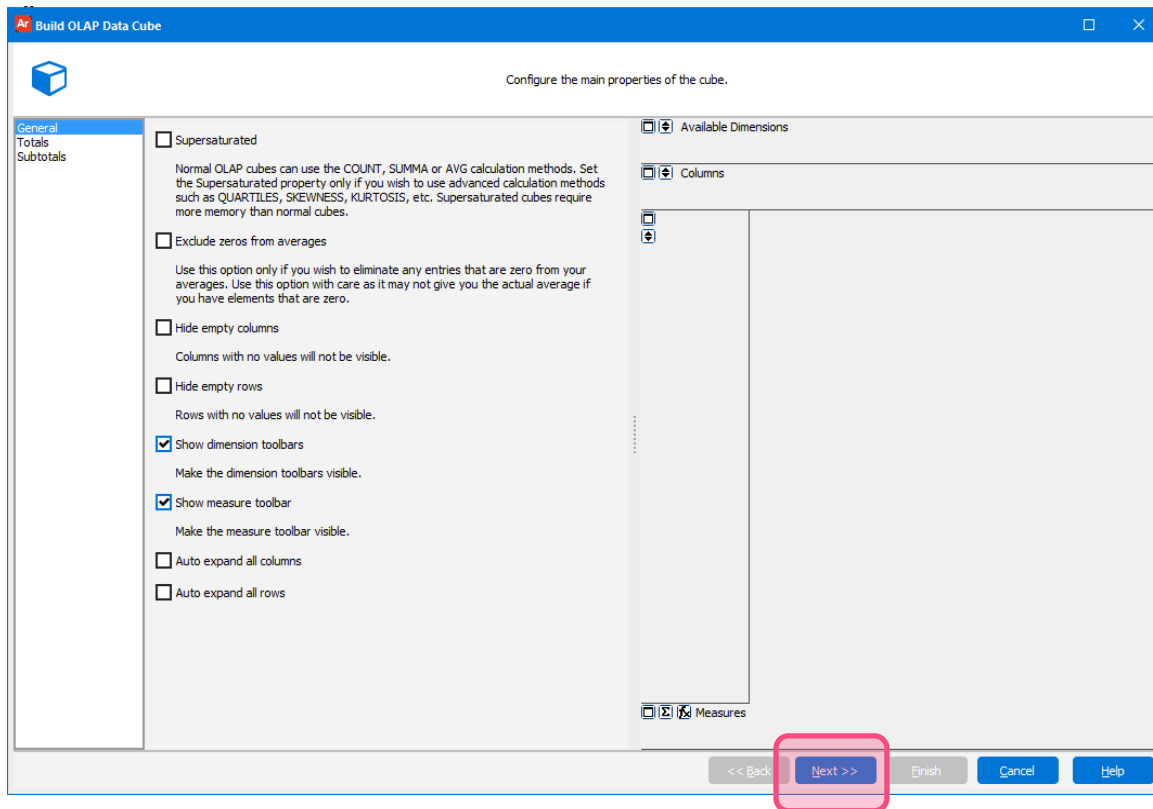 Ar Build OLAP Data Cube
Configure the main properties of the cube.
General
Totals
Subtotals
Supersaturated
Normal OLAP cubes can use the COUNT, SUMMA or AVG calculation methods. Set
the Supersaturated property only if you wish to use advanced calculation methods
such as QUARTILES, SKEWNESS, KURTOSIS, etc. Supersaturated cubes require
more memory than normal cubes.
Exclude zeros from averages
Use this option only if you wish to eliminate any entries that are zero from your
averages. Use this option with care as it may not give you the actual average if
you have elements that are zero.
Hide empty columns
Columns with no values will not be visible.
Hide empty rows
Rows with no values will not be visible.
Show dimension toolbars
Make the dimension toolbars visible.
Show measure toolbar
Make the measure toolbar visible.
Auto expand all columns
Auto expand all rows
Available Dimensions
Columns
Σ fx Measures
<< Back Next >> Finish Cancel Help